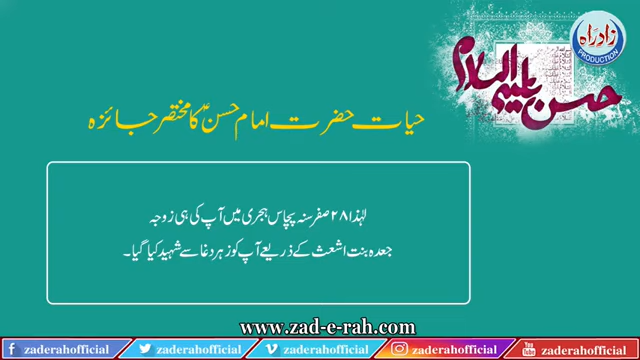 زادراہ
PRODUCTION
حسن علیہ السلام
حیات حضرت امام حسنؑ کا مختصر جائزہ
لہٰذا ۲۸ صفر سنہ پچاس ہجری میں آپ کی ہی زوجہ
جعدہ بنت اشعث کے ذریعے آپ کو زہر دغا سے شہید کیا گیا۔
www.zad-e-rah.com
zaderahofficial zaderahofficial zaderahofficial zaderahofficial You Tube zaderahofficial